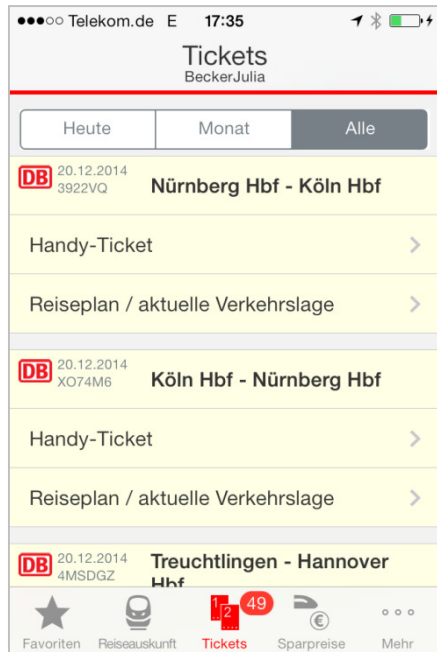 Telekom.de E 17:35
Tickets
BeckerJulia
Heute Monat Alle
DB 20.12.2014 Nürnberg Hbf - Köln Hbf
3922VQ
Handy-Ticket
Reiseplan / aktuelle Verkehrslage
DB 20.12.2014 Köln Hbf - Nürnberg Hbf
XO74M6
Handy-Ticket
Reiseplan / aktuelle Verkehrslage
DB 20.12.2014 Treuchtlingen - Hannover
4MSDGZ Hbf
1 2 49 €
Favoriten Reiseauskunft Tickets Sparpreise Mehr